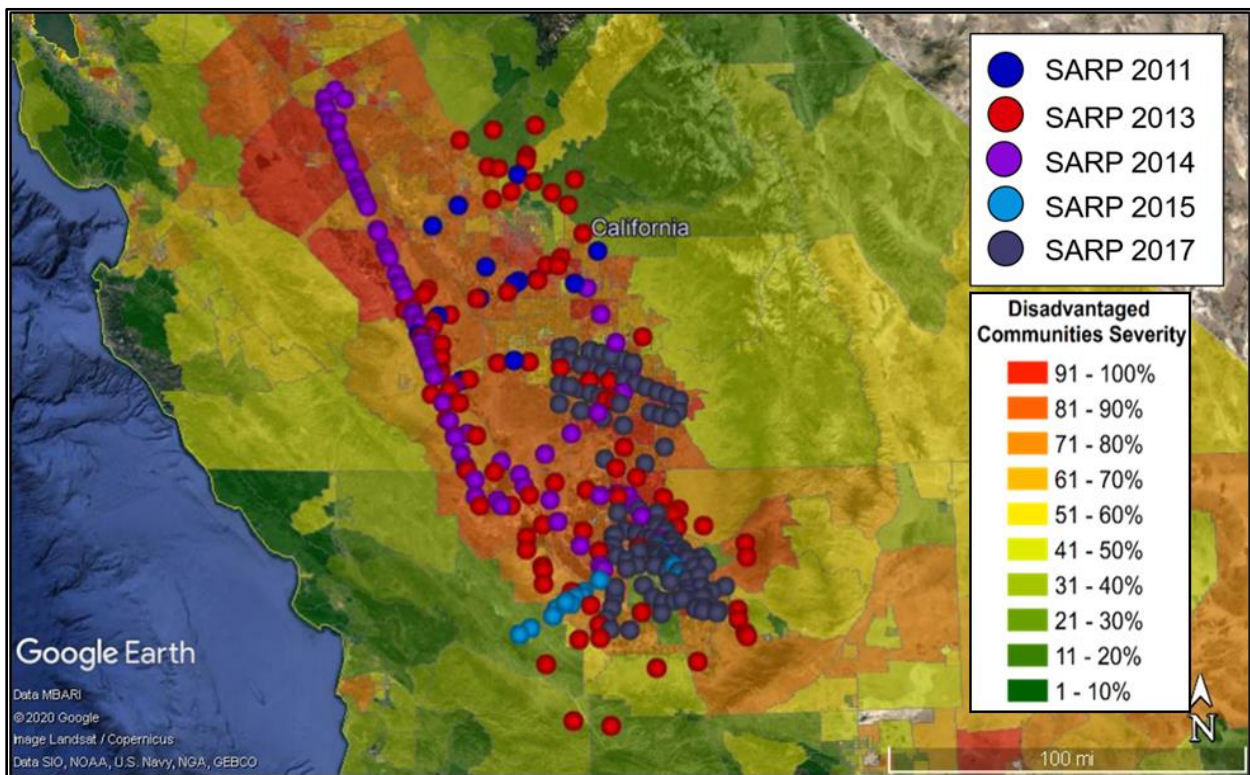 SARP 2011
SARP 2013
SARP 2014
SARP 2015
SARP 2017
California
Disadvantaged
Communities Severity
91 - 100%
81 - 90%
71 - 80%
61 - 70%
51 - 60%
41 - 50%
31 - 40%
21 - 30%
11 - 20%
1 - 10%
Google Earth
Data MBARI
© 2020 Google
Image Landsat / Copernicus
Data SIO, NOAA, U.S. Navy, NGA, GEBCO
N
100 mi